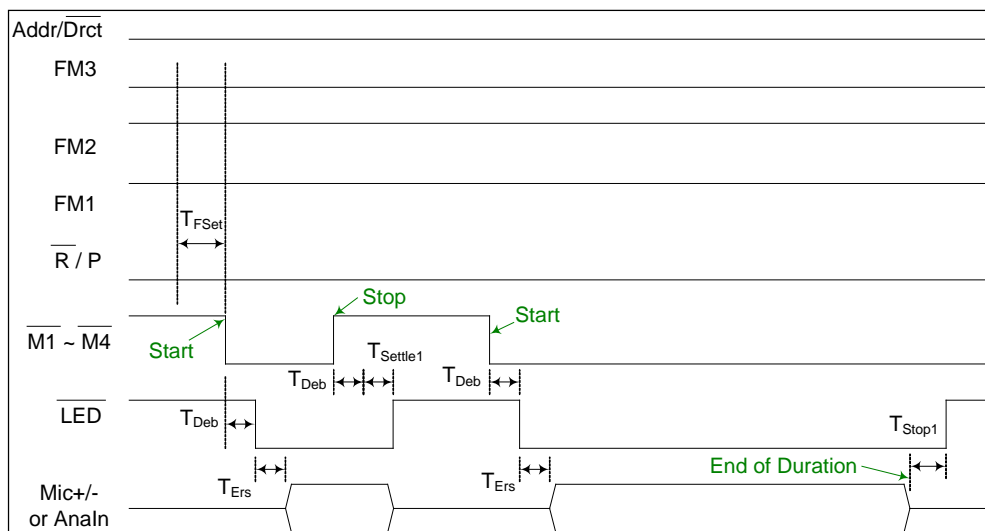 Addr/Drct
FM3
FM2
FM1
TFSet
R / P
Stop
Start
M1 ~ M4
Start
TSettle1
TDeb
TDeb
LED
TDeb
TStop1
End of Duration
TErs
TErs
Mic+/-
or AnaIn